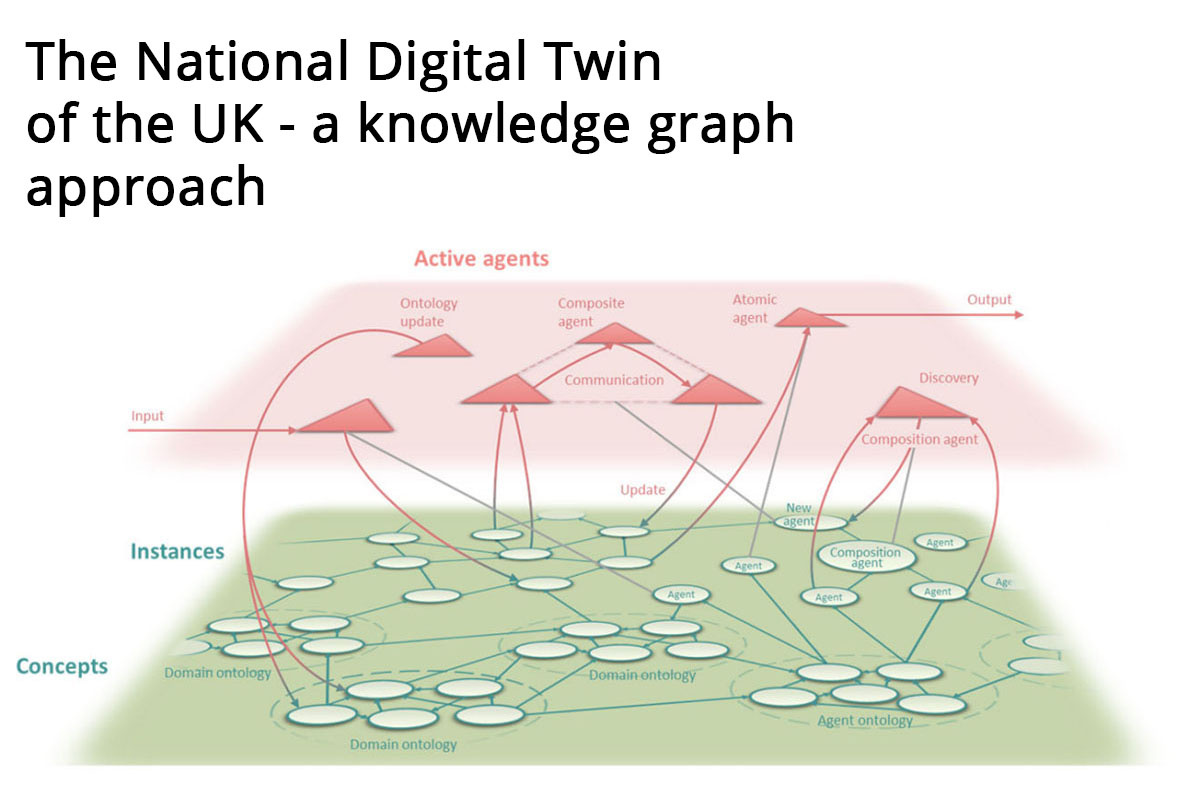 The National Digital Twin
of the UK - a knowledge graph
approach
Active agents
Ontology
update
Composite
agent
Atomic
agent
Output
Communication
Discovery
Input
Composition agent
Update
New
agent
Instances
Composition
agent
Agent
Agent
Agent
Agent
Agent
Age
Concepts
Domain ontology
Domain ontology
Agent ontology
Domain ontology